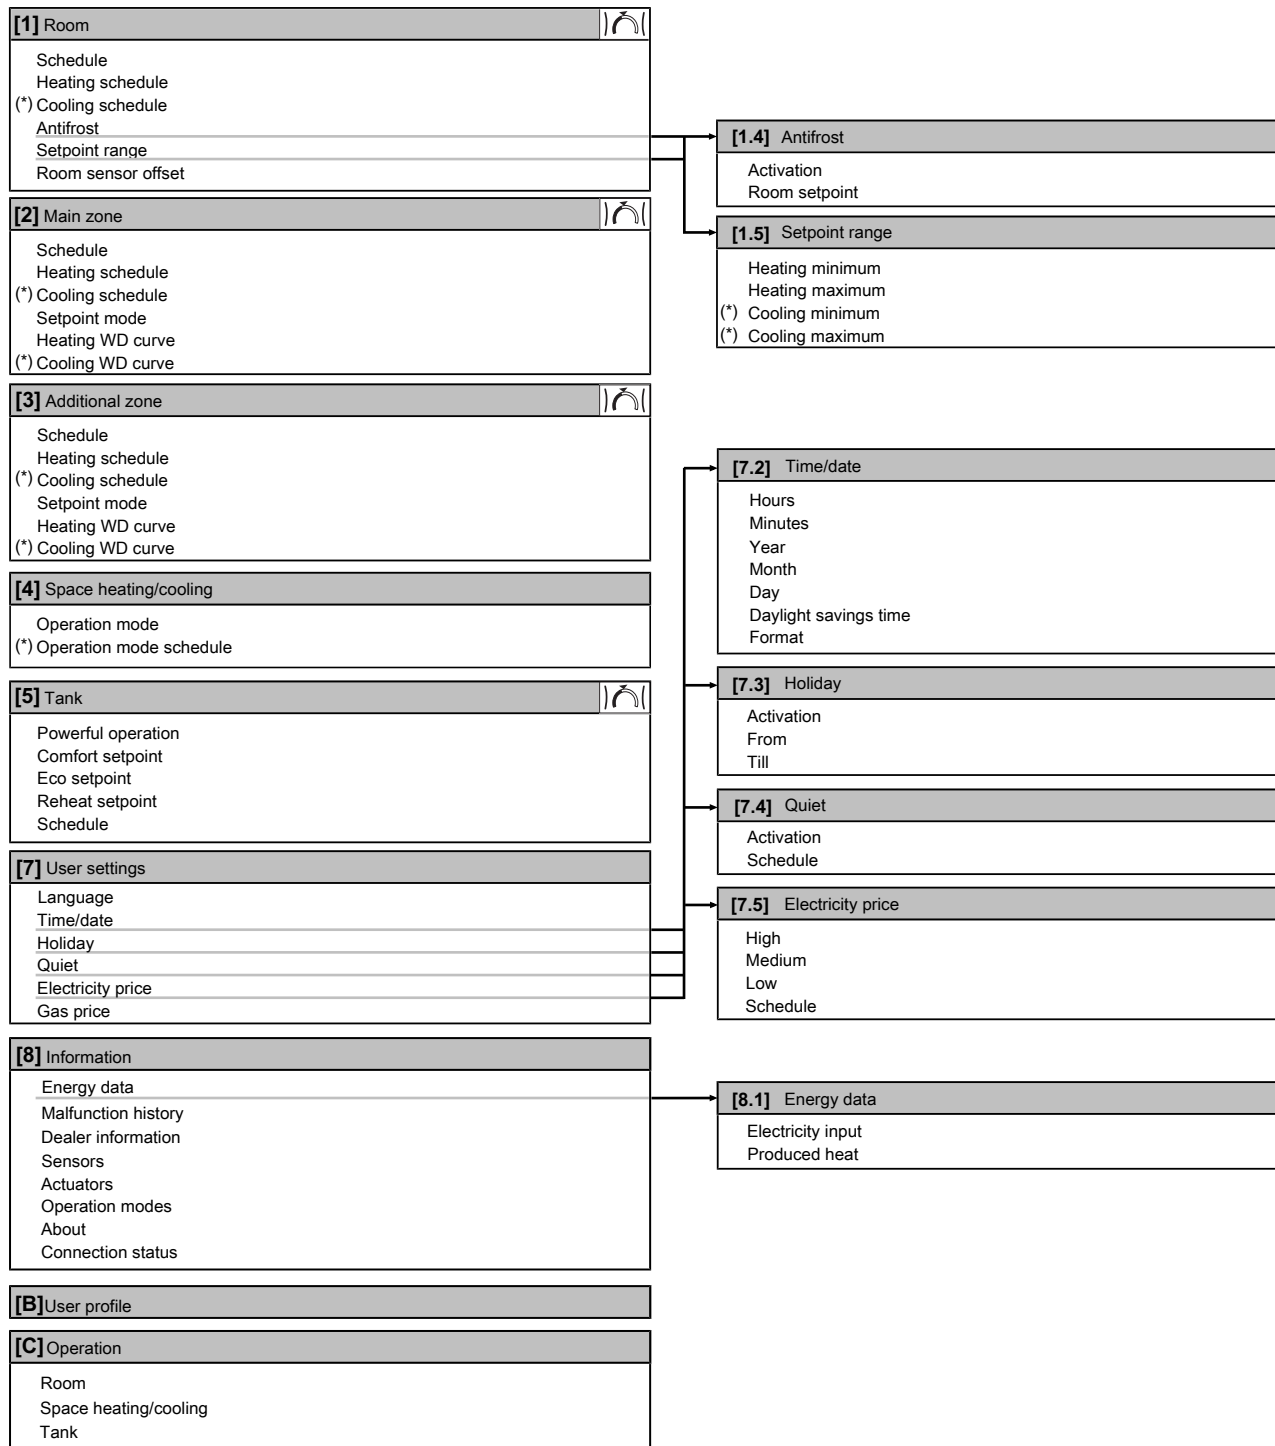 [1] Room
Schedule
Heating schedule
(*) Cooling schedule
Antifrost
Setpoint range
Room sensor offset
[2] Main zone
Schedule
Heating schedule
(*) Cooling schedule
Setpoint mode
Heating WD curve
(*) Cooling WD curve
[3] Additional zone
Schedule
Heating schedule
(*) Cooling schedule
Setpoint mode
Heating WD curve
(*) Cooling WD curve
[4] Space heating/cooling
Operation mode
(*) Operation mode schedule
[5] Tank
Powerful operation
Comfort setpoint
Eco setpoint
Reheat setpoint
Schedule
[7] User settings
Language
Time/date
Holiday
Quiet
Electricity price
Gas price
[8] Information
Energy data
Malfunction history
Dealer information
Sensors
Actuators
Operation modes
About
Connection status
[B] User profile
[C] Operation
Room
Space heating/cooling
Tank
[1.4] Antifrost
Activation
Room setpoint
[1.5] Setpoint range
Heating minimum
Heating maximum
(*) Cooling minimum
(*) Cooling maximum
[7.2] Time/date
Hours
Minutes
Year
Month
Day
Daylight savings time
Format
[7.3] Holiday
Activation
From
Till
[7.4] Quiet
Activation
Schedule
[7.5] Electricity price
High
Medium
Low
Schedule
[8.1] Energy data
Electricity input
Produced heat